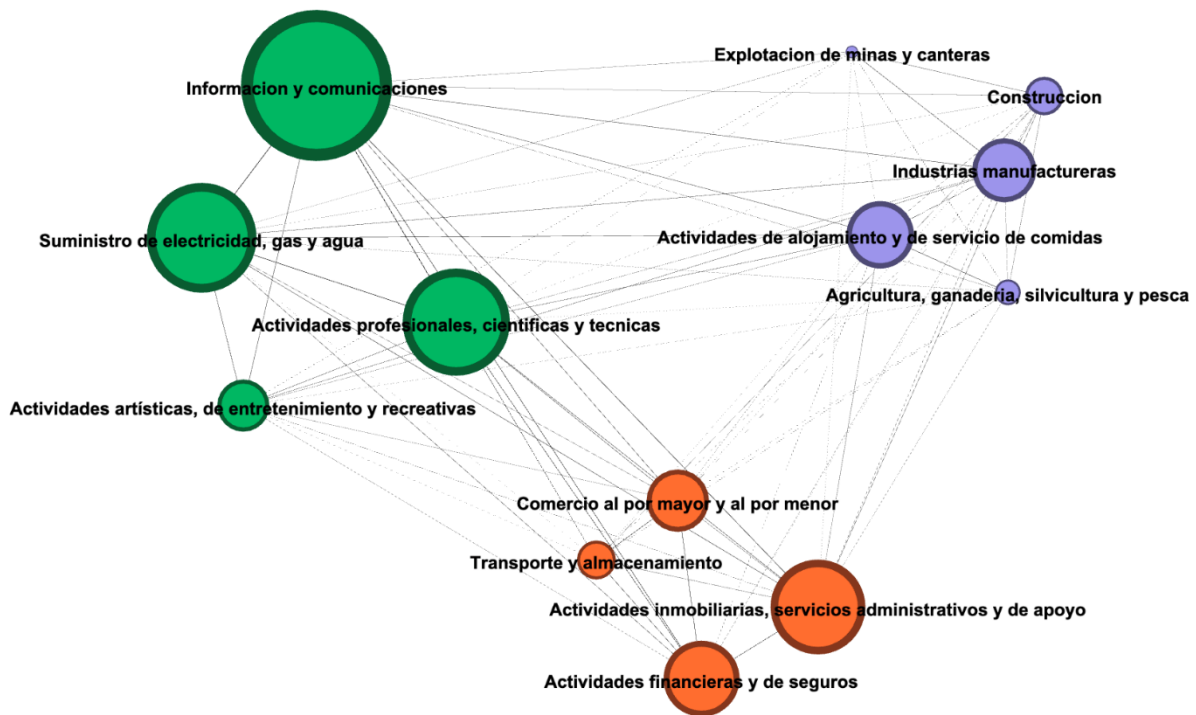 Explotacion de minas y canteras
Informacion y comunicaciones
Construccion
Industrias manufactureras
Suministro de electricidad, gas y agua
Actividades de alojamiento y de servicio de comidas
Agricultura, ganaderia, silvicultura y pesca
Actividades profesionales, cientificas y tecnicas
Actividades artísticas, de entretenimiento y recreativas
Comercio al por mayor y al por menor
Transporte y almacenamiento
Actividades inmobiliarias, servicios administrativos y de apoyo
Actividades financieras y de seguros